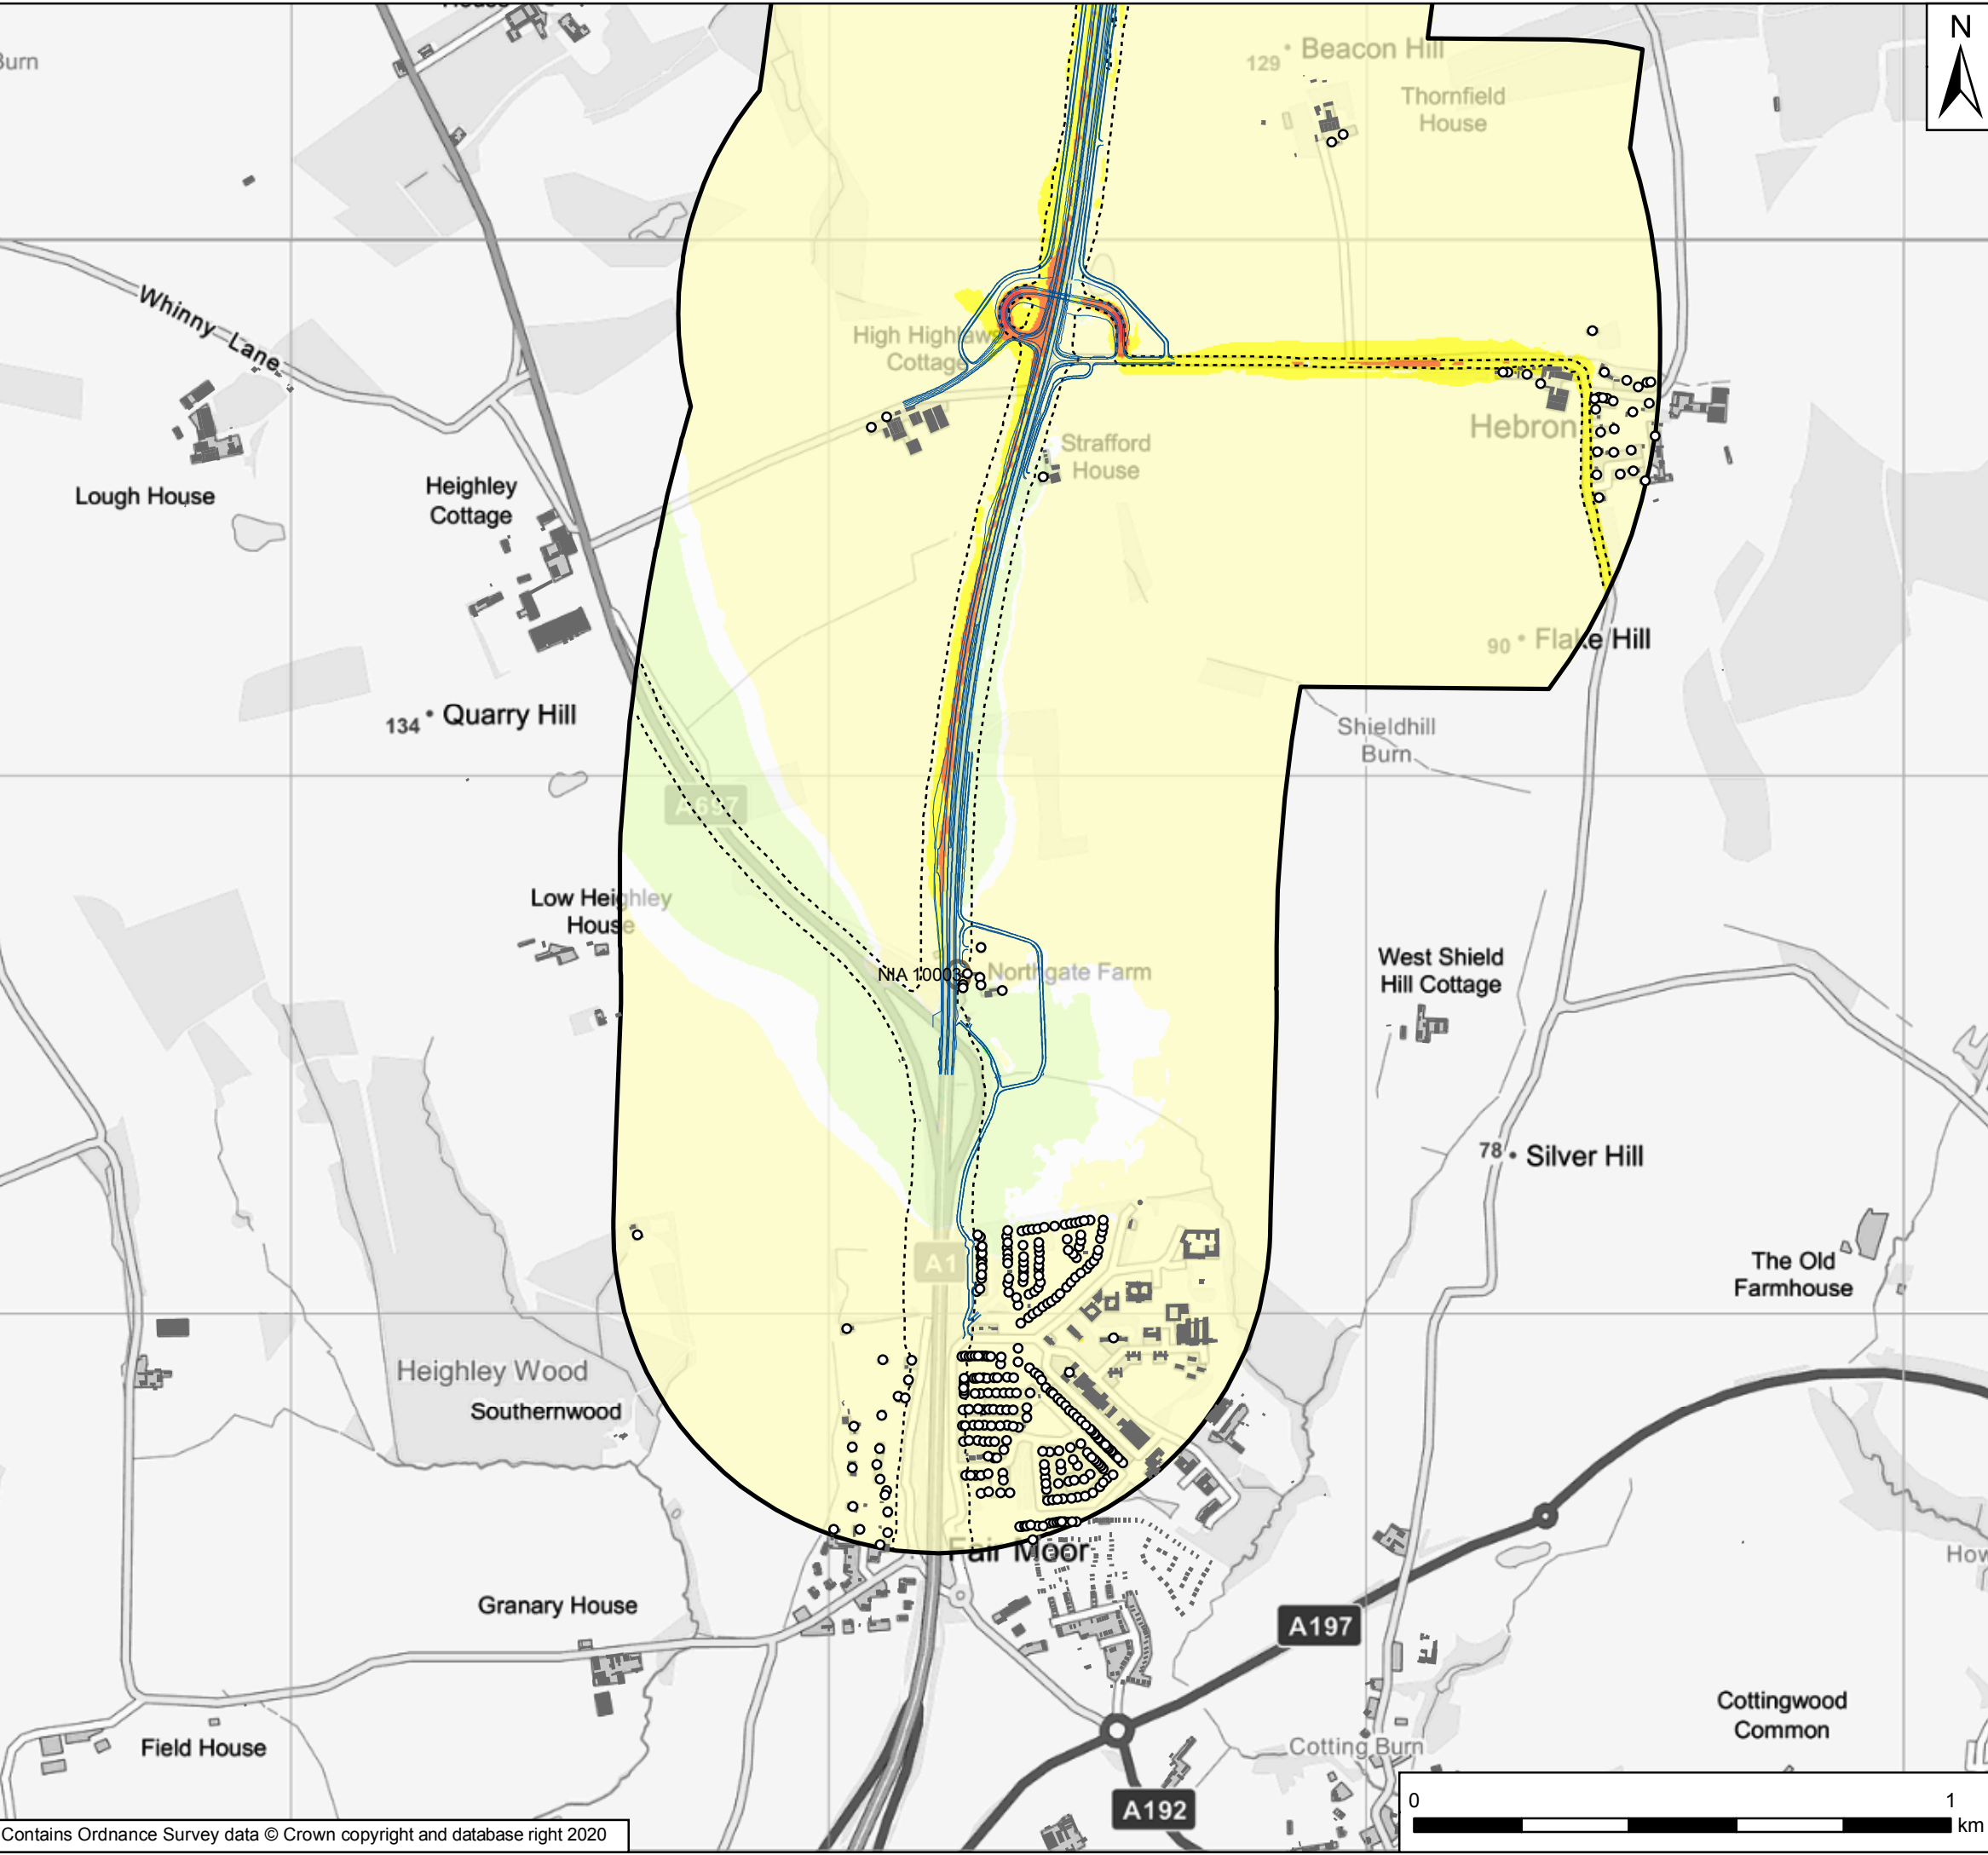 House
N
Burn
129
Beacon Hill
Thornfield
House
Whinny Lane
High Highlaws
Cottage
Strafford
House
Hebron
Lough House
Heighley
Cottage
90
Flake Hill
134
Quarry Hill
Shieldhill
Burn
A697
Low Heighley
House
NIA 10003
Northgate Farm
West Shield
Hill Cottage
78
Silver Hill
A1
The Old
Farmhouse
Heighley Wood
Southernwood
Fair Moor
Granary House
A197
Cottingwood
Common
Field House
Cotting Burn
A192
0
1
km
Contains Ordnance Survey data © Crown copyright and database right 2020